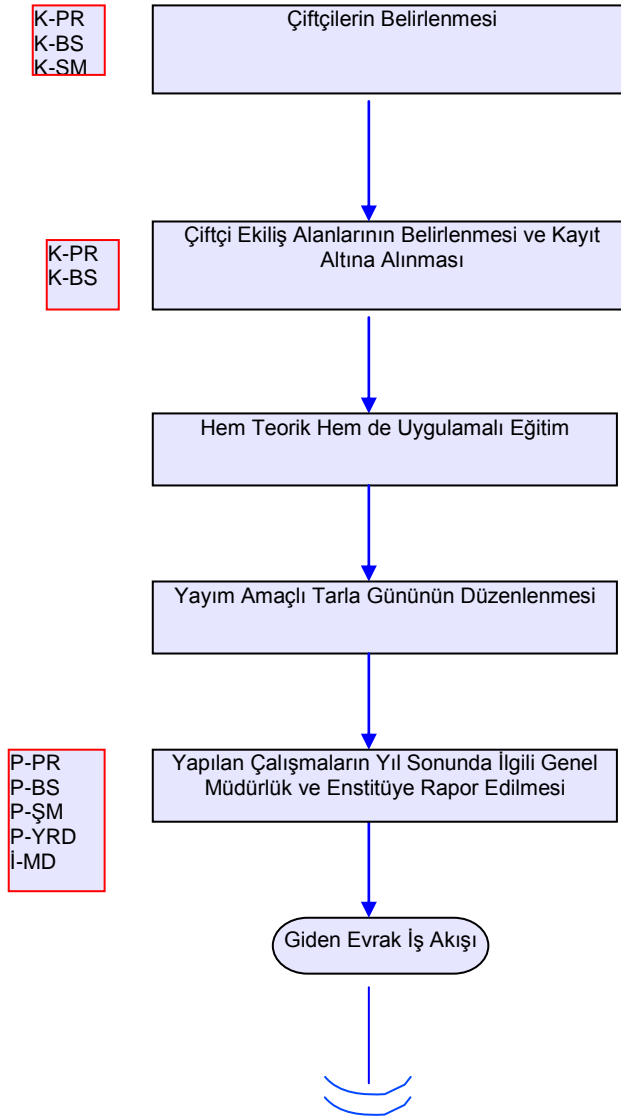 K-PR
K-BS
K-SM
Çiftçilerin Belirlenmesi
K-PR
K-BS
Çiftçi Ekiliş Alanlarının Belirlenmesi ve Kayıt
Altına Alınması
Hem Teorik Hem de Uygulamalı Eğitim
Yayım Amaçlı Tarla Gününün Düzenlenmesi
P-PR
P-BS
P-ŞM
P-YRD
İ-MD
Yapılan Çalışmaların Yıl Sonunda İlgili Genel
Müdürlük ve Enstitüye Rapor Edilmesi
Giden Evrak İş Akışı